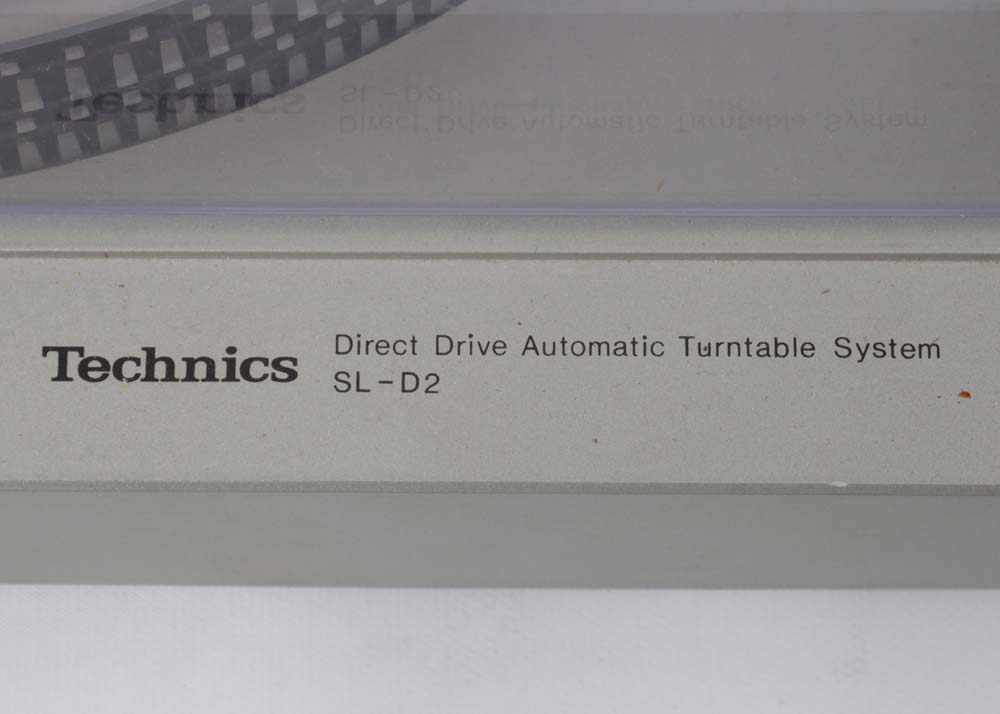 Technics
Direct Drive Automatic Turntable System
SL-D2